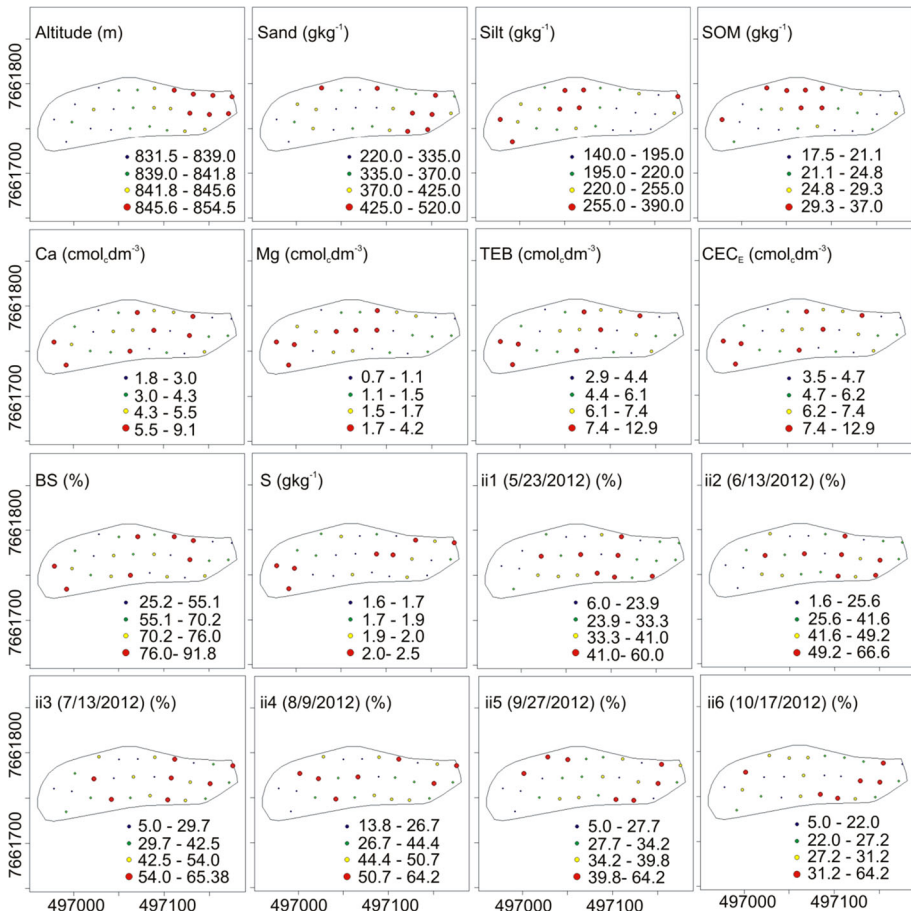 Altitude (m) Sand (gkg⁻¹) Silt (gkg⁻¹) SOM (gkg⁻¹)
7661800
7661700
831.5 - 839.0 220.0 - 335.0 140.0 - 195.0 17.5 - 21.1
839.0 - 841.8 335.0 - 370.0 195.0 - 220.0 21.1 - 24.8
841.8 - 845.6 370.0 - 425.0 220.0 - 255.0 24.8 - 29.3
845.6 - 854.5 425.0 - 520.0 255.0 - 390.0 29.3 - 37.0
Ca (cmol꜀dm⁻³) Mg (cmol꜀dm⁻³) TEB (cmol꜀dm⁻³) CECᴇ (cmol꜀dm⁻³)
7661800
7661700
1.8 - 3.0 0.7 - 1.1 2.9 - 4.4 3.5 - 4.7
3.0 - 4.3 1.1 - 1.5 4.4 - 6.1 4.7 - 6.2
4.3 - 5.5 1.5 - 1.7 6.1 - 7.4 6.2 - 7.4
5.5 - 9.1 1.7 - 4.2 7.4 - 12.9 7.4 - 12.9
BS (%) S (gkg⁻¹) ii1 (5/23/2012) (%) ii2 (6/13/2012) (%)
7661800
7661700
25.2 - 55.1 1.6 - 1.7 6.0 - 23.9 1.6 - 25.6
55.1 - 70.2 1.7 - 1.9 23.9 - 33.3 25.6 - 41.6
70.2 - 76.0 1.9 - 2.0 33.3 - 41.0 41.6 - 49.2
76.0 - 91.8 2.0 - 2.5 41.0 - 60.0 49.2 - 66.6
ii3 (7/13/2012) (%) ii4 (8/9/2012) (%) ii5 (9/27/2012) (%) ii6 (10/17/2012) (%)
7661800
7661700
5.0 - 29.7 13.8 - 26.7 5.0 - 27.7 5.0 - 22.0
29.7 - 42.5 26.7 - 44.4 27.7 - 34.2 22.0 - 27.2
42.5 - 54.0 44.4 - 50.7 34.2 - 39.8 27.2 - 31.2
54.0 - 65.38 50.7 - 64.2 39.8 - 64.2 31.2 - 64.2
497000 497100 497000 497100 497000 497100 497000 497100